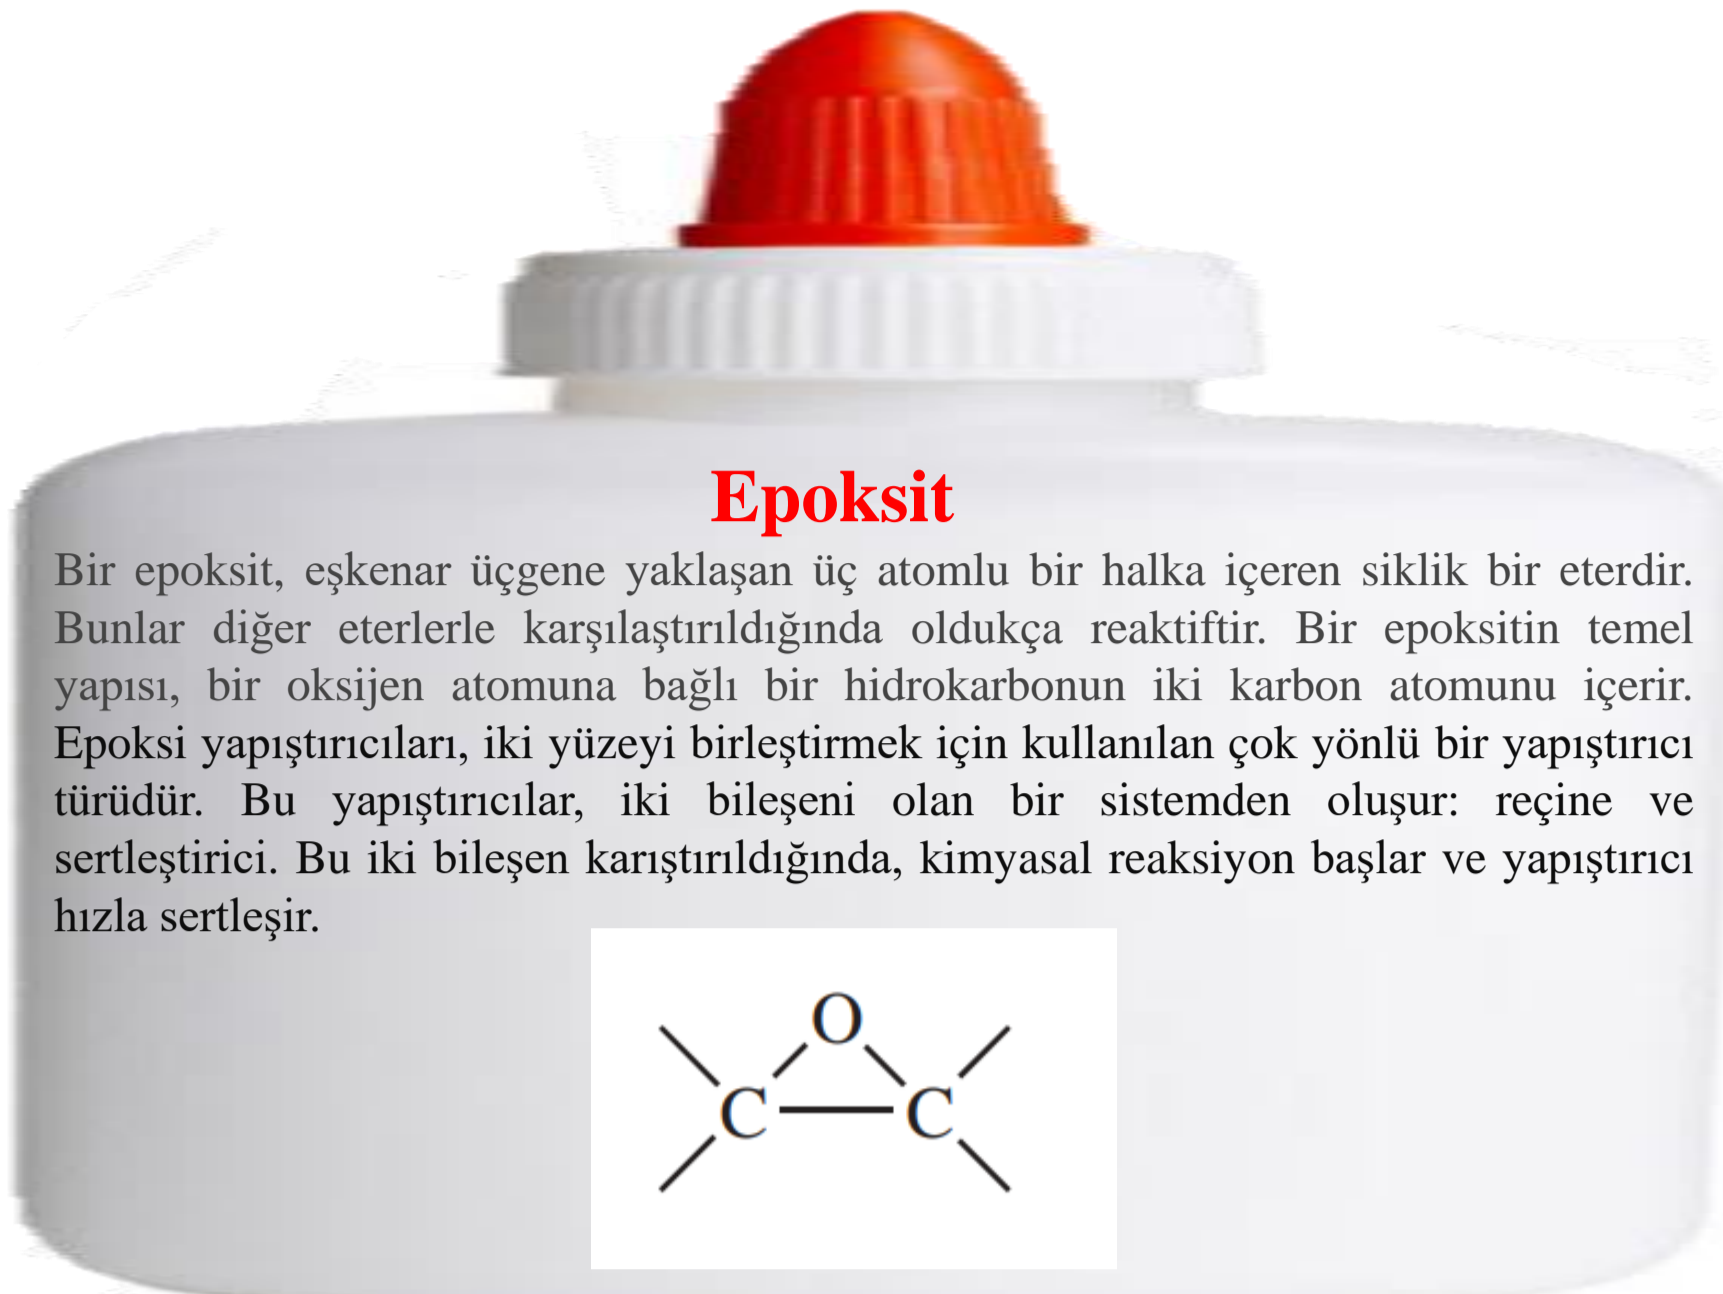 Epoksit
Bir epoksit, eşkenar üçgene yaklaşan üç atomlu bir halka içeren siklik bir eterdir.
Bunlar diğer eterlerle karşılaştırıldığında oldukça reaktiftir. Bir epoksitin temel
yapısı, bir oksijen atomuna bağlı bir hidrokarbonun iki karbon atomunu içerir.
Epoksi yapıştırıcıları, iki yüzeyi birleştirmek için kullanılan çok yönlü bir yapıştırıcı
türüdür. Bu yapıştırıcılar, iki bileşeni olan bir sistemden oluşur: reçine ve
sertleştirici. Bu iki bileşen karıştırıldığında, kimyasal reaksiyon başlar ve yapıştırıcı
hızla sertleşir.
O
C C